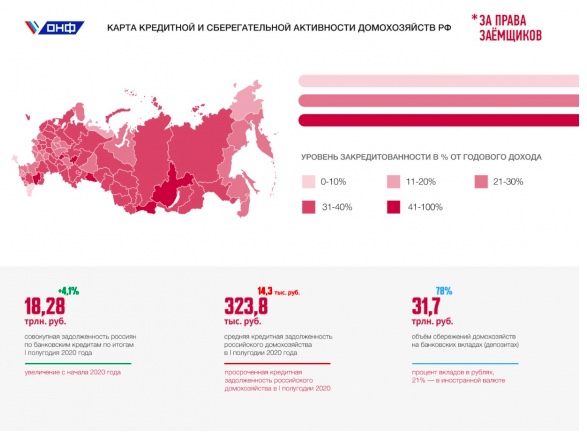 ОНФ
КАРТА КРЕДИТНОЙ И СБЕРЕГАТЕЛЬНОЙ АКТИВНОСТИ ДОМОХОЗЯЙСТВ РФ
*ЗА ПРАВА
ЗАЁМЩИКОВ
УРОВЕНЬ ЗАКРЕДИТОВАННОСТИ В % ОТ ГОДОВОГО ДОХОДА
0-10%
11-20%
21-30%
31-40%
41-100%
+4,1%
18,28
трлн. руб.
совокупная задолженность россиян
по банковским кредитам по итогам
I полугодия 2020 года
увеличение с начала 2020 года
14,3 тыс. руб.
323,8
тыс. руб.
средняя кредитная задолженность
российского домохозяйства
в I полугодии 2020 года
просроченная кредитная
задолженность российского
домохозяйства в I полугодии 2020
78%
31,7
трлн. руб.
объём сбережений домохозяйств
на банковских вкладах (депозитах)
процент вкладов в рублях.
21% — в иностранной валюте